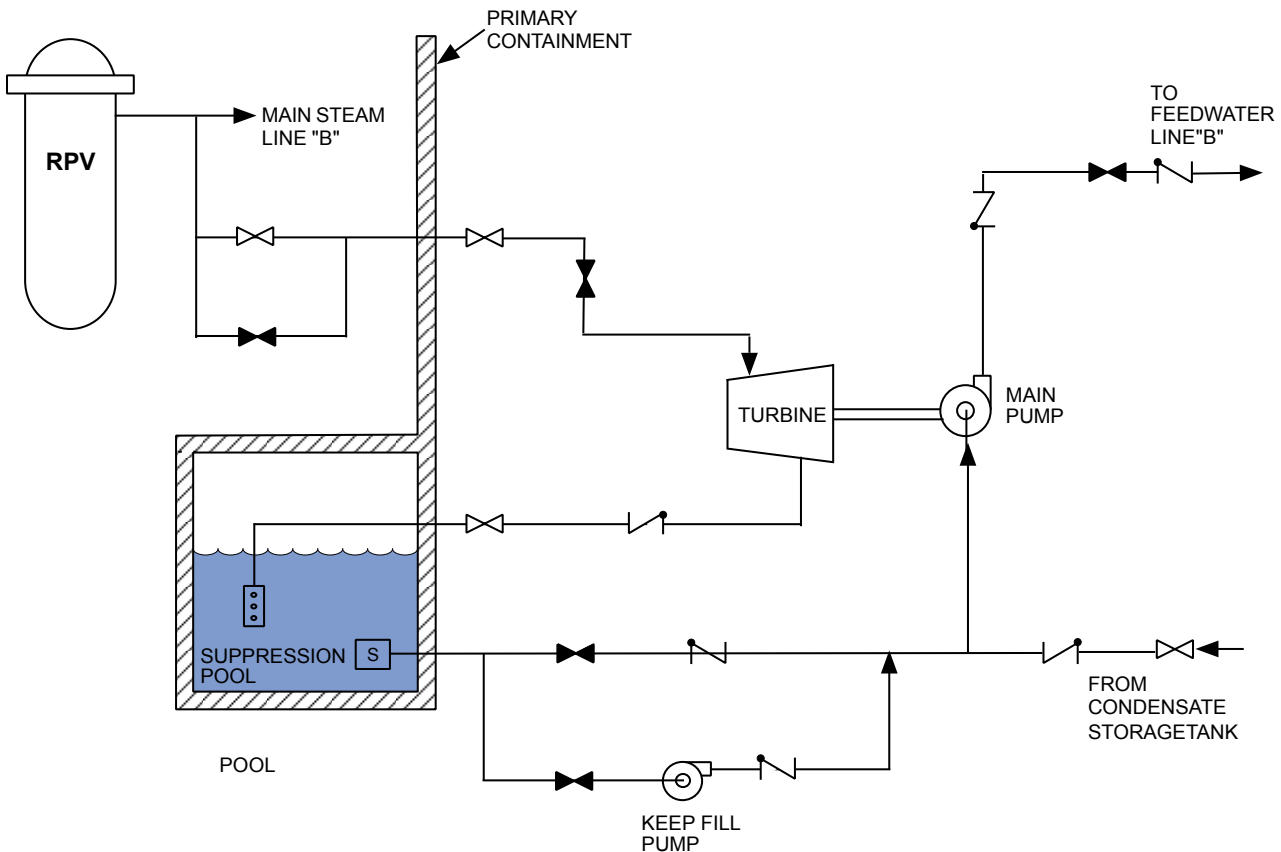 PRIMARY
CONTAINMENT
MAIN STEAM
LINE "B"
RPV
TO
FEEDWATER
LINE"B"
TURBINE
MAIN
PUMP
SUPPRESSION
POOL
S
FROM
CONDENSATE
STORAGETANK
POOL
KEEP FILL
PUMP